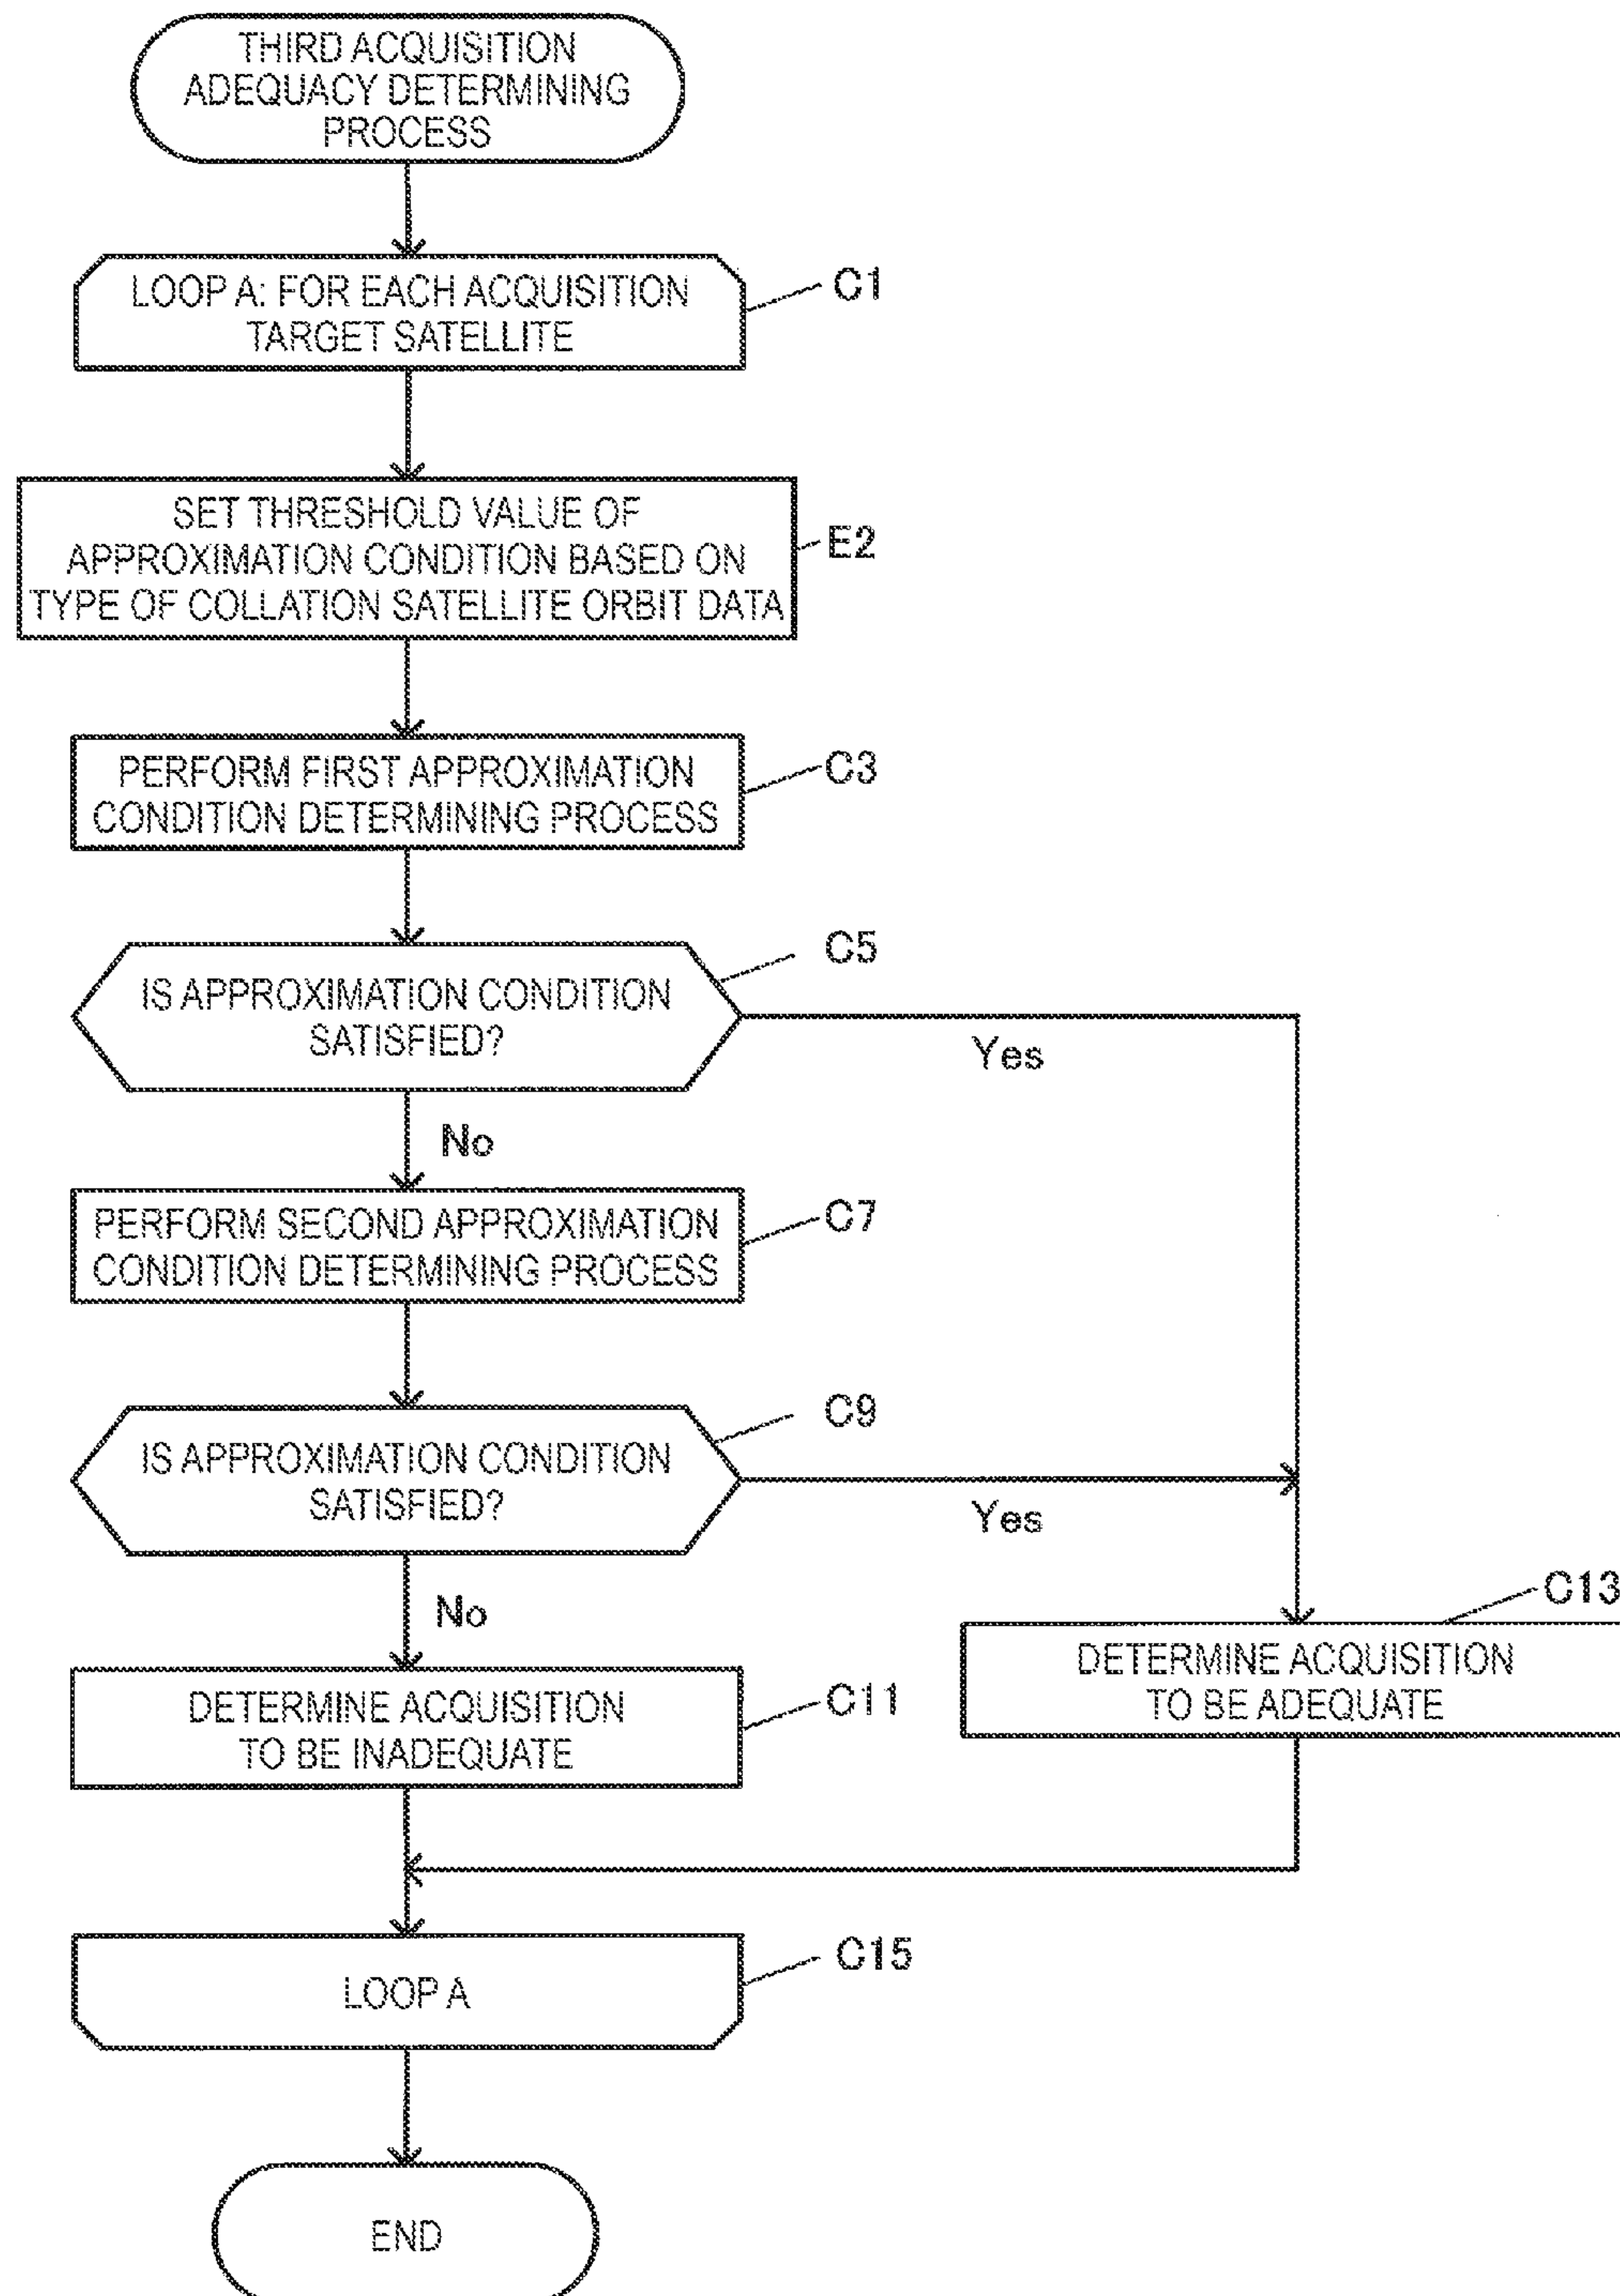 THIRD ACQUISITION
ADEQUACY DETERMINING
PROCESS
LOOP A: FOR EACH ACQUISITION
TARGET SATELLITE
C1
SET THRESHOLD VALUE OF
APPROXIMATION CONDITION BASED ON
TYPE OF COLLATION SATELLITE ORBIT DATA
E2
PERFORM FIRST APPROXIMATION
CONDITION DETERMINING PROCESS
C3
IS APPROXIMATION CONDITION
SATISFIED?
C5
Yes
No
PERFORM SECOND APPROXIMATION
CONDITION DETERMINING PROCESS
C7
IS APPROXIMATION CONDITION
SATISFIED?
C9
Yes
No
DETERMINE ACQUISITION
TO BE INADEQUATE
C11
DETERMINE ACQUISITION
TO BE ADEQUATE
C13
LOOP A
C15
END